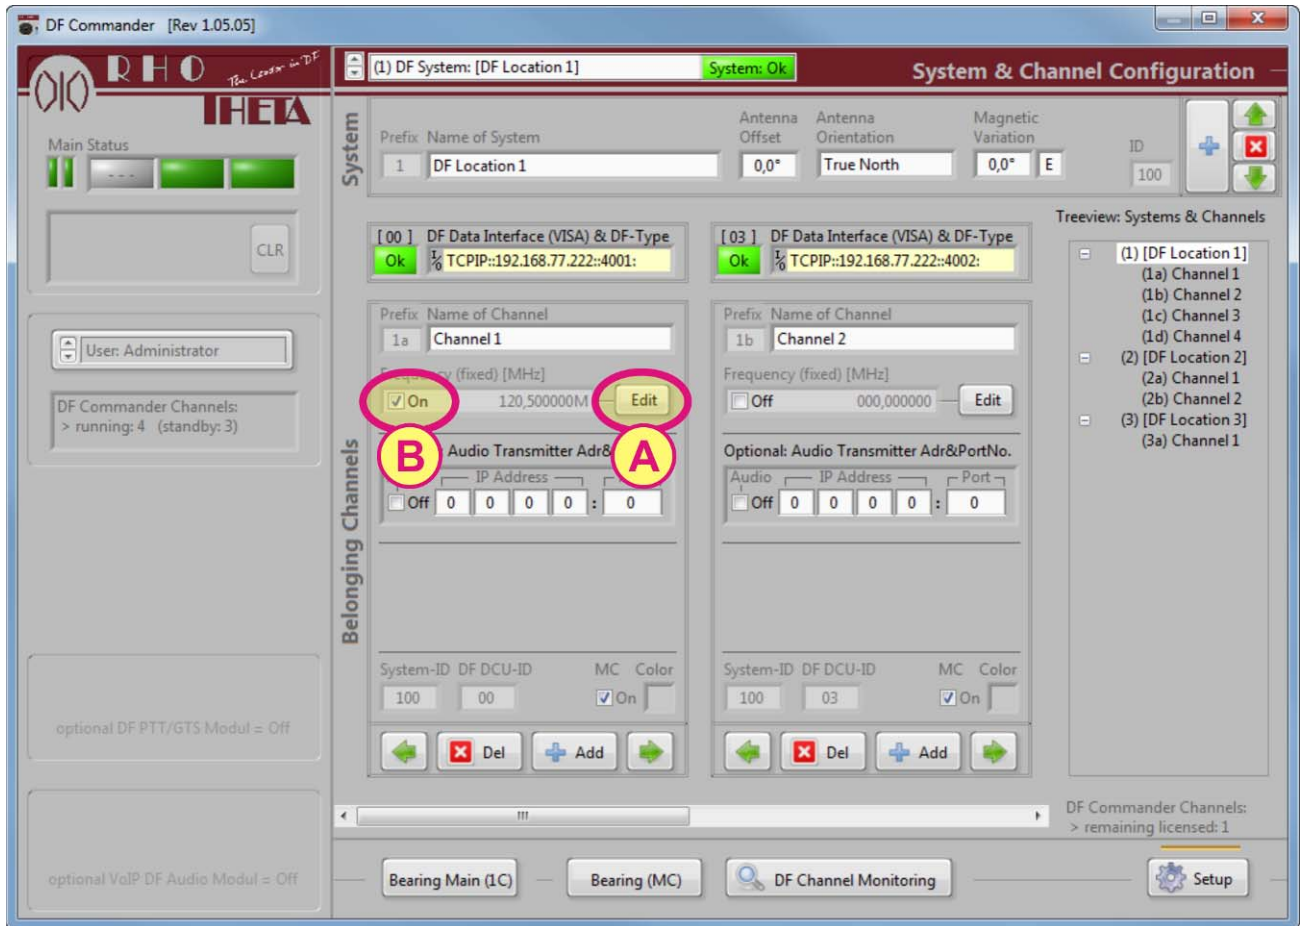 DF Commander [Rev 1.05.05]
RHO The Leader in DF
THETA
Main Status
- - -
CLR
User: Administrator
DF Commander Channels:
> running: 4 (standby: 3)
optional DF PTT/GTS Modul = Off
optional VoIP DF Audio Modul = Off
(1) DF System: [DF Location 1]
System: Ok
System & Channel Configuration
System
Prefix Name of System
Antenna Offset
Antenna Orientation
Magnetic Variation
ID
1 DF Location 1 0,0° True North 0,0° E 100
Belonging Channels
[ 00 ] DF Data Interface (VISA) & DF-Type
Ok I/O TCPIP::192.168.77.222::4001:
Prefix Name of Channel
1a Channel 1
Frequency (fixed) [MHz]
On 120,500000M Edit
B
A
Audio Transmitter Adr&
IP Address
Off 0 0 0 0 : 0
System-ID DF DCU-ID MC Color
100 00 On
Del Add
[ 03 ] DF Data Interface (VISA) & DF-Type
Ok I/O TCPIP::192.168.77.222::4002:
Prefix Name of Channel
1b Channel 2
Frequency (fixed) [MHz]
Off 000,000000 Edit
Optional: Audio Transmitter Adr&PortNo.
Audio IP Address Port
Off 0 0 0 0 : 0
System-ID DF DCU-ID MC Color
100 03 On
Del Add
Treeview: Systems & Channels
(1) [DF Location 1]
(1a) Channel 1
(1b) Channel 2
(1c) Channel 3
(1d) Channel 4
(2) [DF Location 2]
(2a) Channel 1
(2b) Channel 2
(3) [DF Location 3]
(3a) Channel 1
DF Commander Channels:
> remaining licensed: 1
Bearing Main (1C) Bearing (MC) DF Channel Monitoring Setup